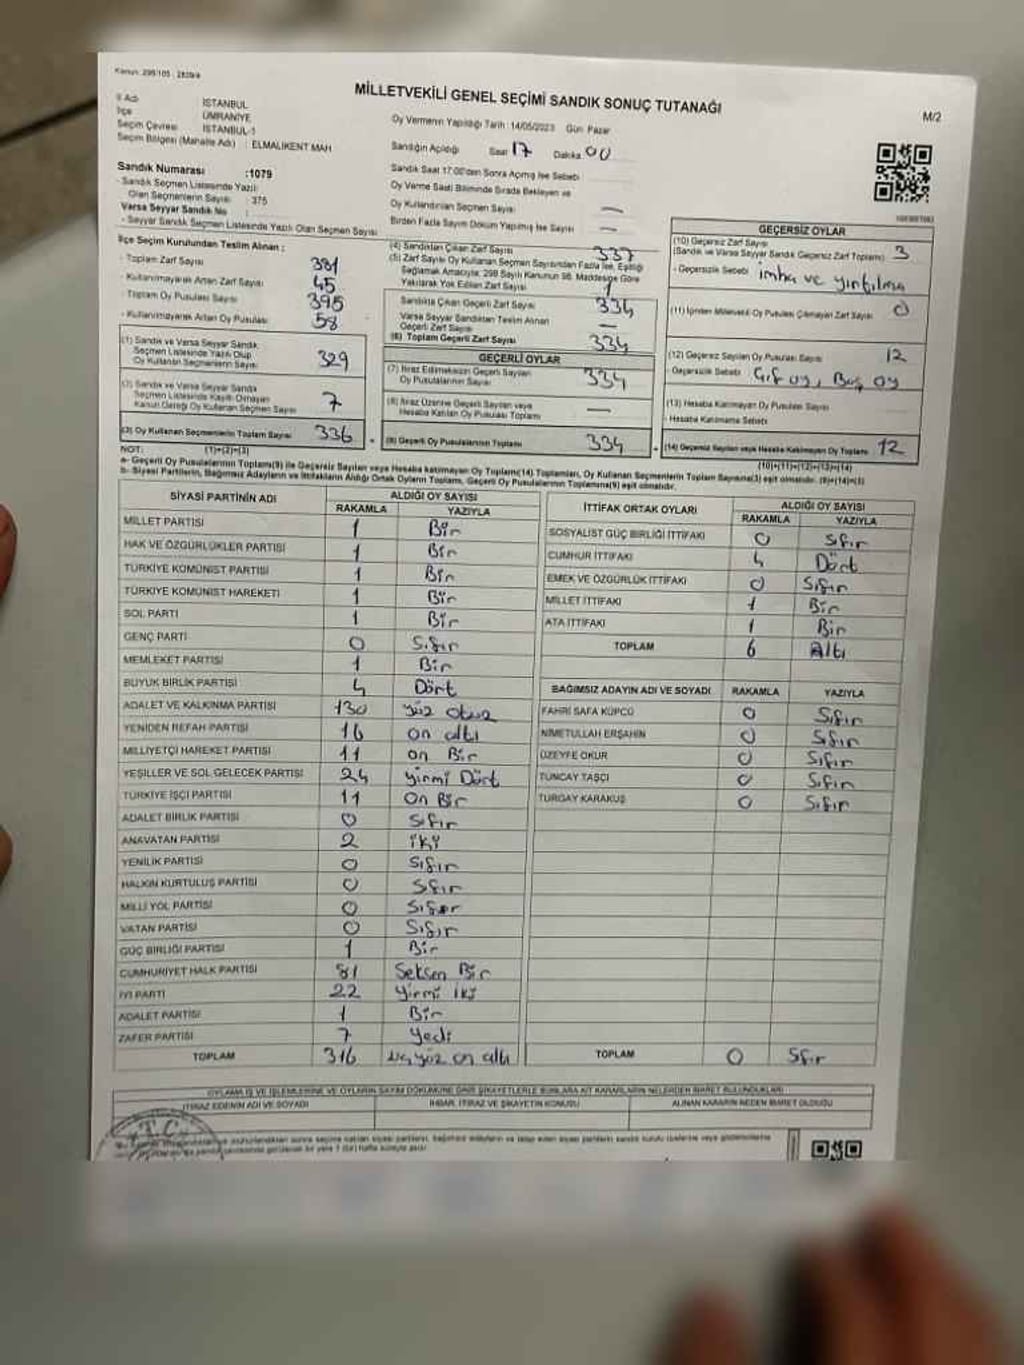 Kanun: 298/105 - 2839/4
MİLLETVEKİLİ GENEL SEÇİMİ SANDIK SONUÇ TUTANAĞI
M/2
İl Adı İSTANBUL
İlçe ÜMRANİYE
Seçim Çevresi İSTANBUL-1
Seçim Bölgesi (Mahalle Adı) : ELMALIKENT MAH
Oy Vermenin Yapıldığı Tarih : 14/05/2023 Gün: Pazar
Sandığın Açıldığı Saat 17 Dakika 00
Sandık Saat 17:00'den Sonra Açılmış İse Sebebi
Oy Verme Saati Bitiminde Sırada Bekleyen ve
Oy Kullandırılan Seçmen Sayısı —
Birden Fazla Sayım Döküm Yapılmış İse Sayısı —
Sandık Numarası :1079
- Sandık Seçmen Listesinde Yazılı
Olan Seçmenlerin Sayısı 375
Varsa Seyyar Sandık No
- Seyyar Sandık Seçmen Listesinde Yazılı Olan Seçmen Sayısı
İlçe Seçim Kurulundan Teslim Alınan :
- Toplam Zarf Sayısı 381
- Kullanılmayarak Artan Zarf Sayısı 45
- Toplam Oy Pusulası Sayısı 395
- Kullanılmayarak Artan Oy Pusulası 58
(1) Sandık ve Varsa Seyyar Sandık
Seçmen Listesinde Yazılı Olup
Oy Kullanan Seçmenlerin Sayısı 329
(2) Sandık ve Varsa Seyyar Sandık
Seçmen Listesinde Kayıtlı Olmayan
Kanun Gereği Oy Kullanan Seçmen Sayısı 7
(3) Oy Kullanan Seçmenlerin Toplam Sayısı 336
(1)+(2)=(3)
(4) Sandıktan Çıkan Zarf Sayısı 337
(5) Zarf Sayısı Oy Kullanan Seçmen Sayısından Fazla İse, Eşitliği
Sağlamak Amacıyla; 298 Sayılı Kanunun 98. Maddesine Göre
Yakılarak Yok Edilen Zarf Sayısı 1
Sandıkta Çıkan Geçerli Zarf Sayısı 334
Varsa Seyyar Sandıktan Teslim Alınan
Geçerli Zarf Sayısı —
(6) Toplam Geçerli Zarf Sayısı 334
GEÇERLİ OYLAR
(7) İtiraz Edilmeksizin Geçerli Sayılan
Oy Pusulalarının Sayısı 334
(8) İtiraz Üzerine Geçerli Sayılan veya
Hesaba Katılan Oy Pusulası Toplamı —
(9) Geçerli Oy Pusulalarının Toplamı 334
GEÇERSİZ OYLAR
(10) Geçersiz Zarf Sayısı 3
(Sandık ve Varsa Seyyar Sandık Geçersiz Zarf Toplamı)
- Geçersizlik Sebebi imha ve yırtılma
(11) İçinden Milletvekili Oy Pusulası Çıkmayan Zarf Sayısı 0
(12) Geçersiz Sayılan Oy Pusulası Sayısı 12
- Geçersizlik Sebebi Çift oy, Boş oy
(13) Hesaba Katılmayan Oy Pusulası Sayısı
- Hesaba Katılmama Sebebi
(14) Geçersiz Sayılan veya Hesaba Katılmayan Oy Toplamı 12
(10)+(11)+(12)+(13)=(14)
NOT:
a- Geçerli Oy Pusulalarının Toplamı(9) ile Geçersiz Sayılan veya Hesaba katılmayan Oy Toplamı(14) Toplamları, Oy Kullanan Seçmenlerin Toplam Sayısına(3) eşit olmalıdır. (9)+(14)=(3)
b- Siyasi Partilerin, Bağımsız Adayların ve İttifakların Aldığı Ortak Oyların Toplamı, Geçerli Oy Pusulalarının Toplamına(9) eşit olmalıdır.
SİYASİ PARTİNİN ADI ALDIĞI OY SAYISI
RAKAMLA YAZIYLA
MİLLET PARTİSİ 1 Bir
HAK VE ÖZGÜRLÜKLER PARTİSİ 1 Bir
TÜRKİYE KOMÜNİST PARTİSİ 1 Bir
TÜRKİYE KOMÜNİST HAREKETİ 1 Bir
SOL PARTİ 1 Bir
GENÇ PARTİ 0 Sıfır
MEMLEKET PARTİSİ 1 Bir
BÜYÜK BİRLİK PARTİSİ 4 Dört
ADALET VE KALKINMA PARTİSİ 130 yüz otuz
YENİDEN REFAH PARTİSİ 16 on altı
MİLLİYETÇİ HAREKET PARTİSİ 11 on Bir
YEŞİLLER VE SOL GELECEK PARTİSİ 24 yirmi Dört
TÜRKİYE İŞÇİ PARTİSİ 11 On Bir
ADALET BİRLİK PARTİSİ 0 Sıfır
ANAVATAN PARTİSİ 2 iki
YENİLİK PARTİSİ 0 Sıfır
HALKIN KURTULUŞ PARTİSİ 0 Sfır
MİLLİ YOL PARTİSİ 0 Sıfır
VATAN PARTİSİ 0 Sıfır
GÜÇ BİRLİĞİ PARTİSİ 1 Bir
CUMHURİYET HALK PARTİSİ 81 Seksen Bir
İYİ PARTİ 22 yirmi iki
ADALET PARTİSİ 1 Bir
ZAFER PARTİSİ 7 yedi
TOPLAM 316 üç yüz on altı
İTTİFAK ORTAK OYLARI ALDIĞI OY SAYISI
RAKAMLA YAZIYLA
SOSYALİST GÜÇ BİRLİĞİ İTTİFAKI 0 Sıfır
CUMHUR İTTİFAKI 4 Dört
EMEK VE ÖZGÜRLÜK İTTİFAKI 0 Sıfır
MİLLET İTTİFAKI 1 Bir
ATA İTTİFAKI 1 Bir
TOPLAM 6 Altı
BAĞIMSIZ ADAYIN ADI VE SOYADI RAKAMLA YAZIYLA
FAHRİ SAFA KÜPCÜ 0 Sıfır
NİMETULLAH ERŞAHİN 0 Sıfır
ÜZEYFE OKUR 0 Sıfır
TUNCAY TAŞÇI 0 Sıfır
TURGAY KARAKUŞ 0 Sıfır
TOPLAM 0 Sfır
OYLAMA İŞ VE İŞLEMLERİNE VE OYLARIN SAYIM DÖKÜMÜNE DAİR ŞİKAYETLERLE BUNLARA AİT KARARLARIN NELERDEN İBARET BULUNDUKLARI
İTİRAZ EDENİN ADI VE SOYADI İHBAR, İTİRAZ VE ŞİKAYETİN KONUSU ALINAN KARARIN NEDEN İBARET OLDUĞU
T.C.